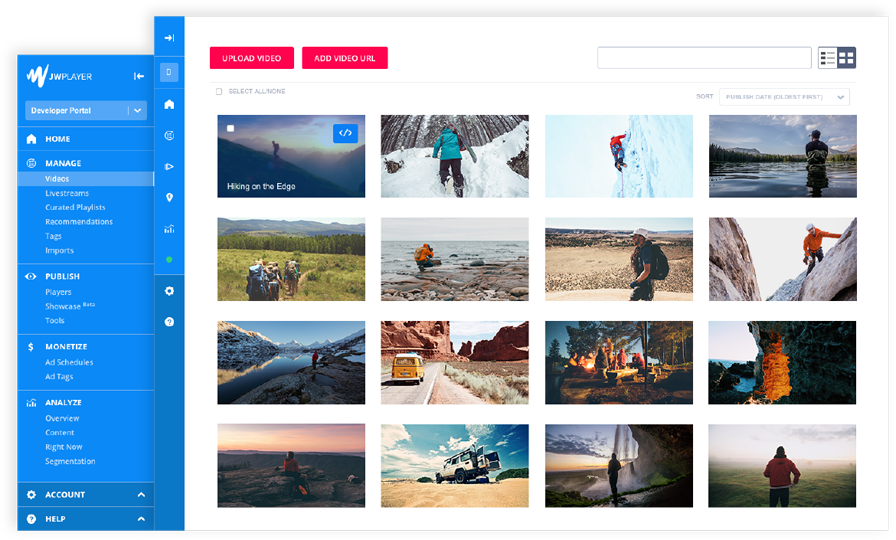 JWPLAYER
Developer Portal
HOME
MANAGE
Videos
Livestreams
Curated Playlists
Recommendations
Tags
Imports
PUBLISH
Players
Showcase Beta
Tools
$ MONETIZE
Ad Schedules
Ad Tags
ANALYZE
Overview
Content
Right Now
Segmentation
ACCOUNT
HELP
D
UPLOAD VIDEO
ADD VIDEO URL
SELECT ALL/NONE
SORT PUBLISH DATE (OLDEST FIRST)
</>
Hiking on the Edge